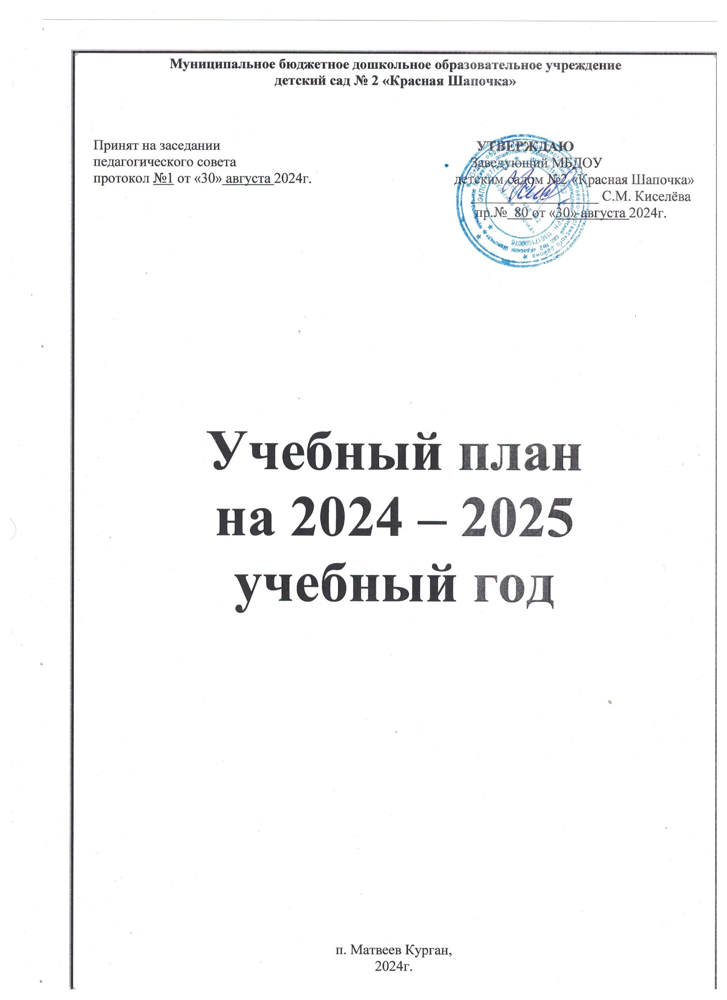 Муниципальное бюджетное дошкольное образовательное учреждение
детский сад № 2 «Красная Шапочка»
Принят на заседании
педагогического совета
протокол №1 от «30» августа 2024г.
УТВЕРЖДАЮ
Заведующий МБДОУ
детским садом №2 «Красная Шапочка»
С.М. Киселёва
пр.№ 80 от «30» августа 2024г.
Учебный план
на 2024 – 2025
учебный год
п. Матвеев Курган,
2024г.